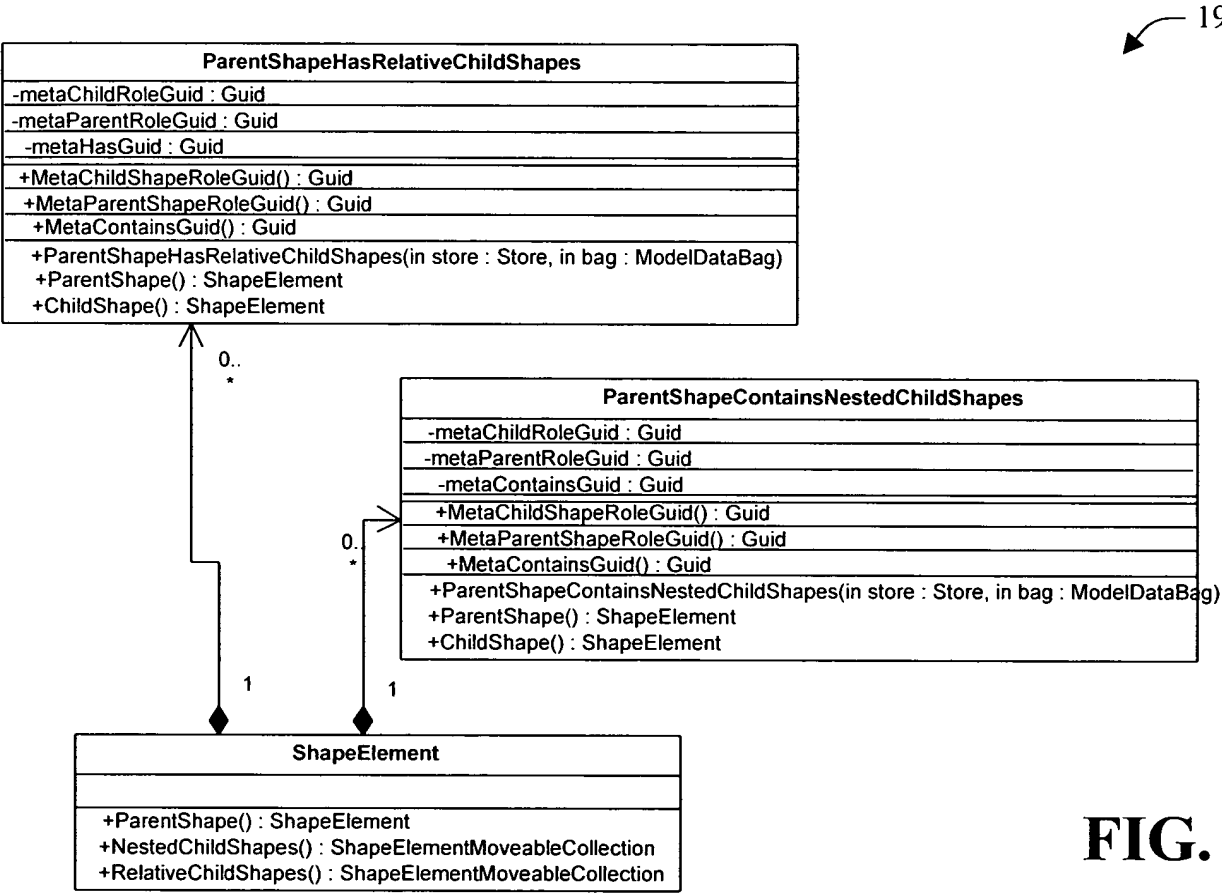 19
ParentShapeHasRelativeChildShapes
-metaChildRoleGuid : Guid
-metaParentRoleGuid : Guid
-metaHasGuid : Guid
+MetaChildShapeRoleGuid() : Guid
+MetaParentShapeRoleGuid() : Guid
+MetaContainsGuid() : Guid
+ParentShapeHasRelativeChildShapes(in store : Store, in bag : ModelDataBag)
+ParentShape() : ShapeElement
+ChildShape() : ShapeElement
0..
*
ParentShapeContainsNestedChildShapes
-metaChildRoleGuid : Guid
-metaParentRoleGuid : Guid
-metaContainsGuid : Guid
+MetaChildShapeRoleGuid() : Guid
+MetaParentShapeRoleGuid() : Guid
+MetaContainsGuid() : Guid
+ParentShapeContainsNestedChildShapes(in store : Store, in bag : ModelDataBag)
+ParentShape() : ShapeElement
+ChildShape() : ShapeElement
0..
*
1
1
ShapeElement
+ParentShape() : ShapeElement
+NestedChildShapes() : ShapeElementMoveableCollection
+RelativeChildShapes() : ShapeElementMoveableCollection
FIG.